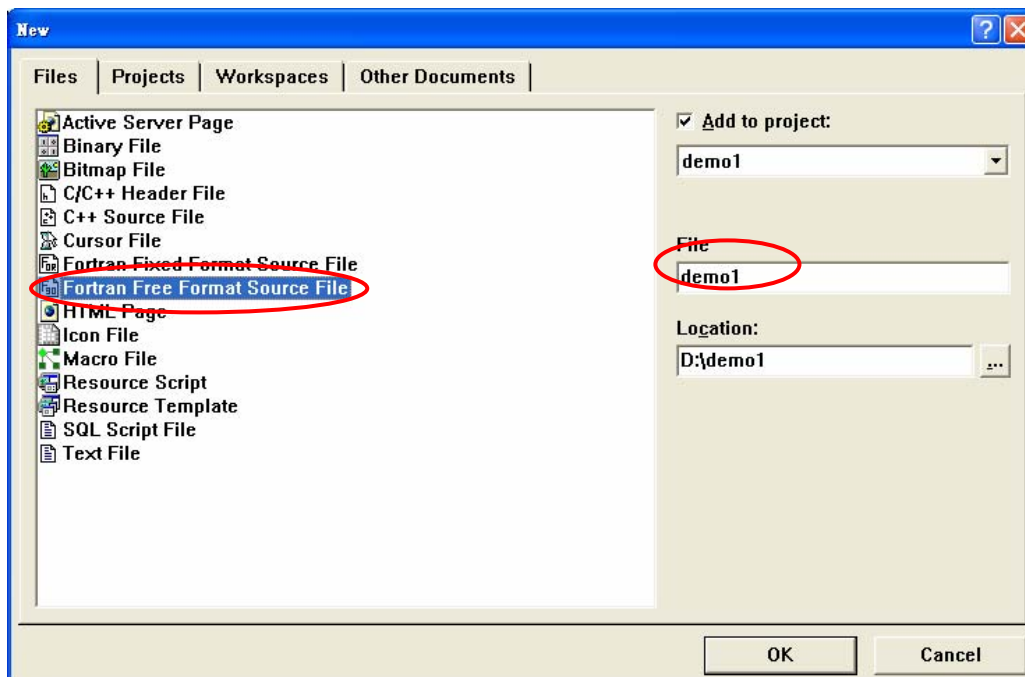 New
Files Projects Workspaces Other Documents
Active Server Page
Binary File
Bitmap File
C/C++ Header File
C++ Source File
Cursor File
Fortran Fixed Format Source File
Fortran Free Format Source File
HTML Page
Icon File
Macro File
Resource Script
Resource Template
SQL Script File
Text File
Add to project:
demo1
File
demo1
Location:
D:\demo1
...
OK Cancel